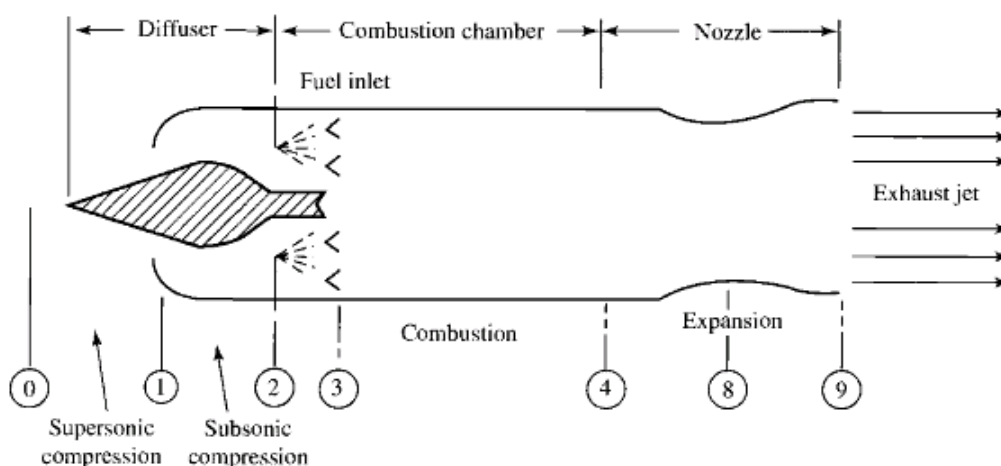 Diffuser
Combustion chamber
Nozzle
Fuel inlet
Exhaust jet
Combustion
Expansion
0
1
2
3
4
8
9
Supersonic
compression
Subsonic
compression